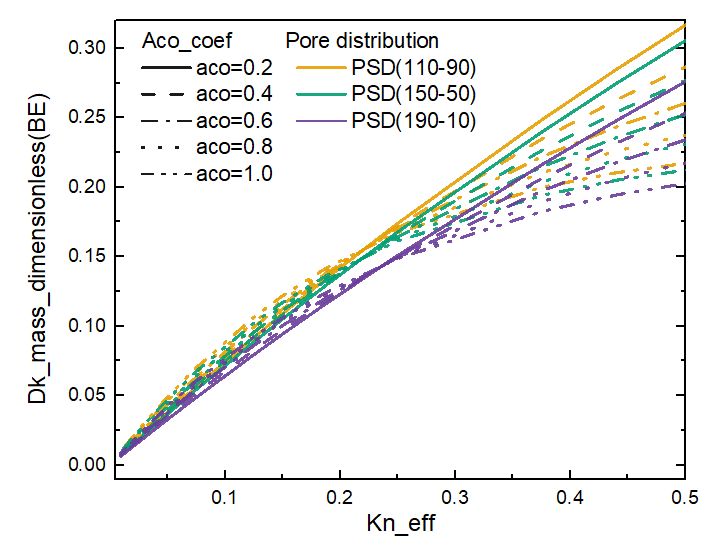 Aco_coef
aco=0.2
aco=0.4
aco=0.6
aco=0.8
aco=1.0
Pore distribution
PSD(110-90)
PSD(150-50)
PSD(190-10)
Dk_mass_dimensionless(BE)
0.30
0.25
0.20
0.15
0.10
0.05
0.00
0.1
0.2
0.3
0.4
0.5
Kn_eff